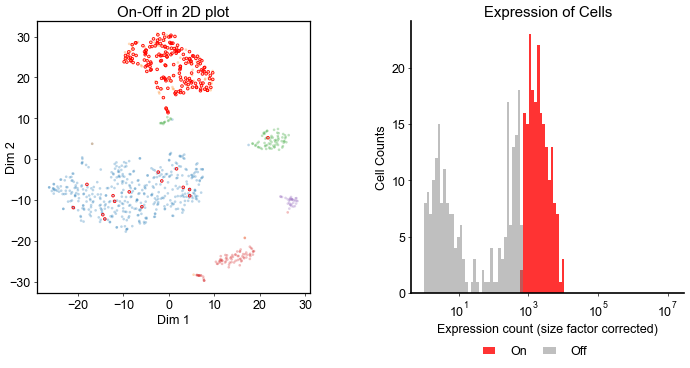 On-Off in 2D plot
30
20
10
0
−10
−20
−30
Dim 2
−20 −10 0 10 20 30
Dim 1
Expression of Cells
20
15
10
5
0
Cell Counts
10^1 10^3 10^5 10^7
Expression count (size factor corrected)
On Off